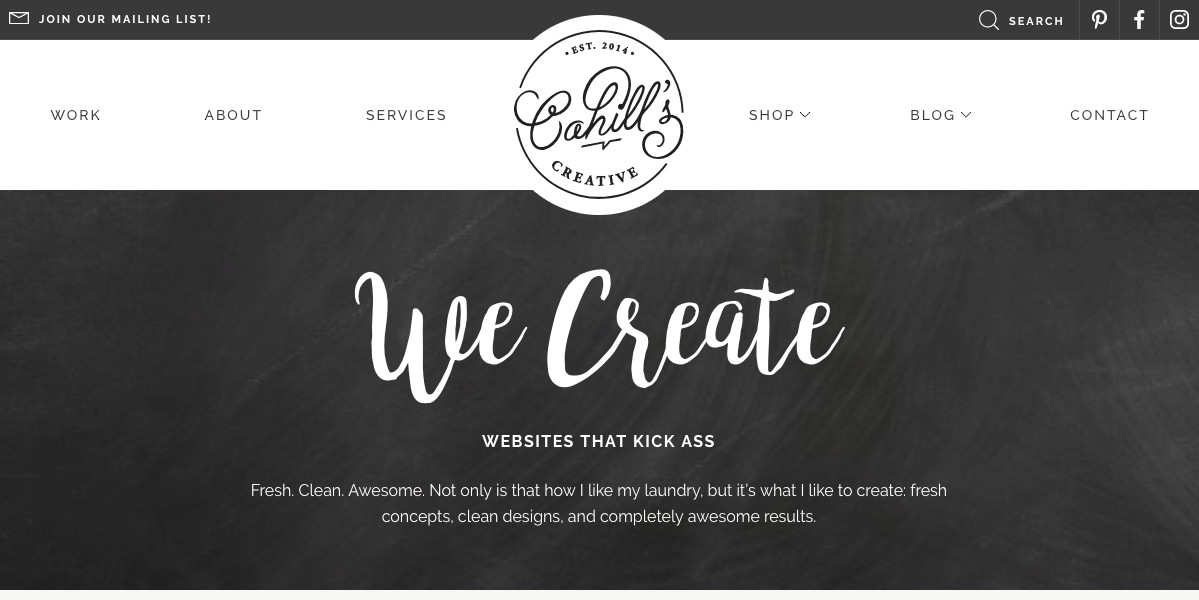 JOIN OUR MAILING LIST!
SEARCH
WORK
ABOUT
SERVICES
· EST. 2014 ·
Cahill's
CREATIVE
SHOP
BLOG
CONTACT
We Create
WEBSITES THAT KICK ASS
Fresh. Clean. Awesome. Not only is that how I like my laundry, but it's what I like to create: fresh
concepts, clean designs, and completely awesome results.